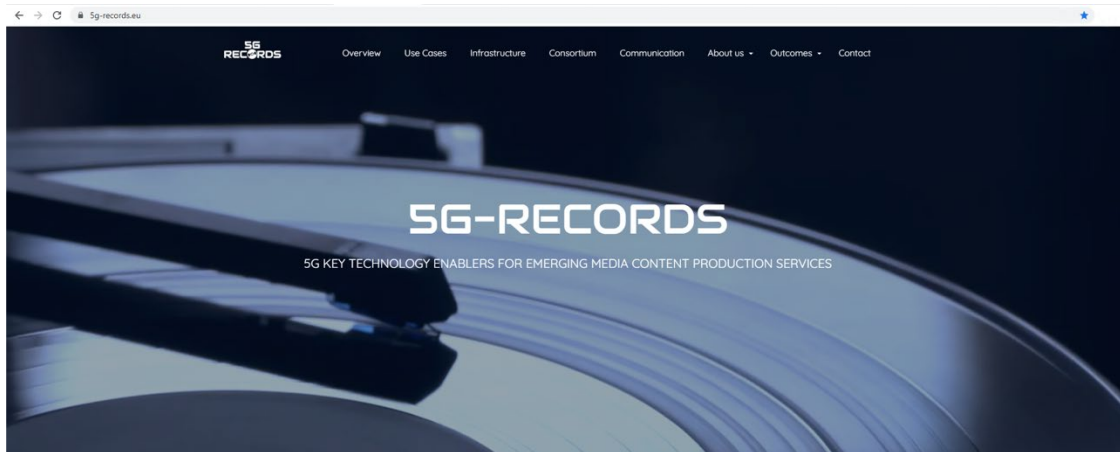 5g-records.eu
5G
RECORDS
Overview Use Cases Infrastructure Consortium Communication About us Outcomes Contact
5G-RECORDS
5G KEY TECHNOLOGY ENABLERS FOR EMERGING MEDIA CONTENT PRODUCTION SERVICES